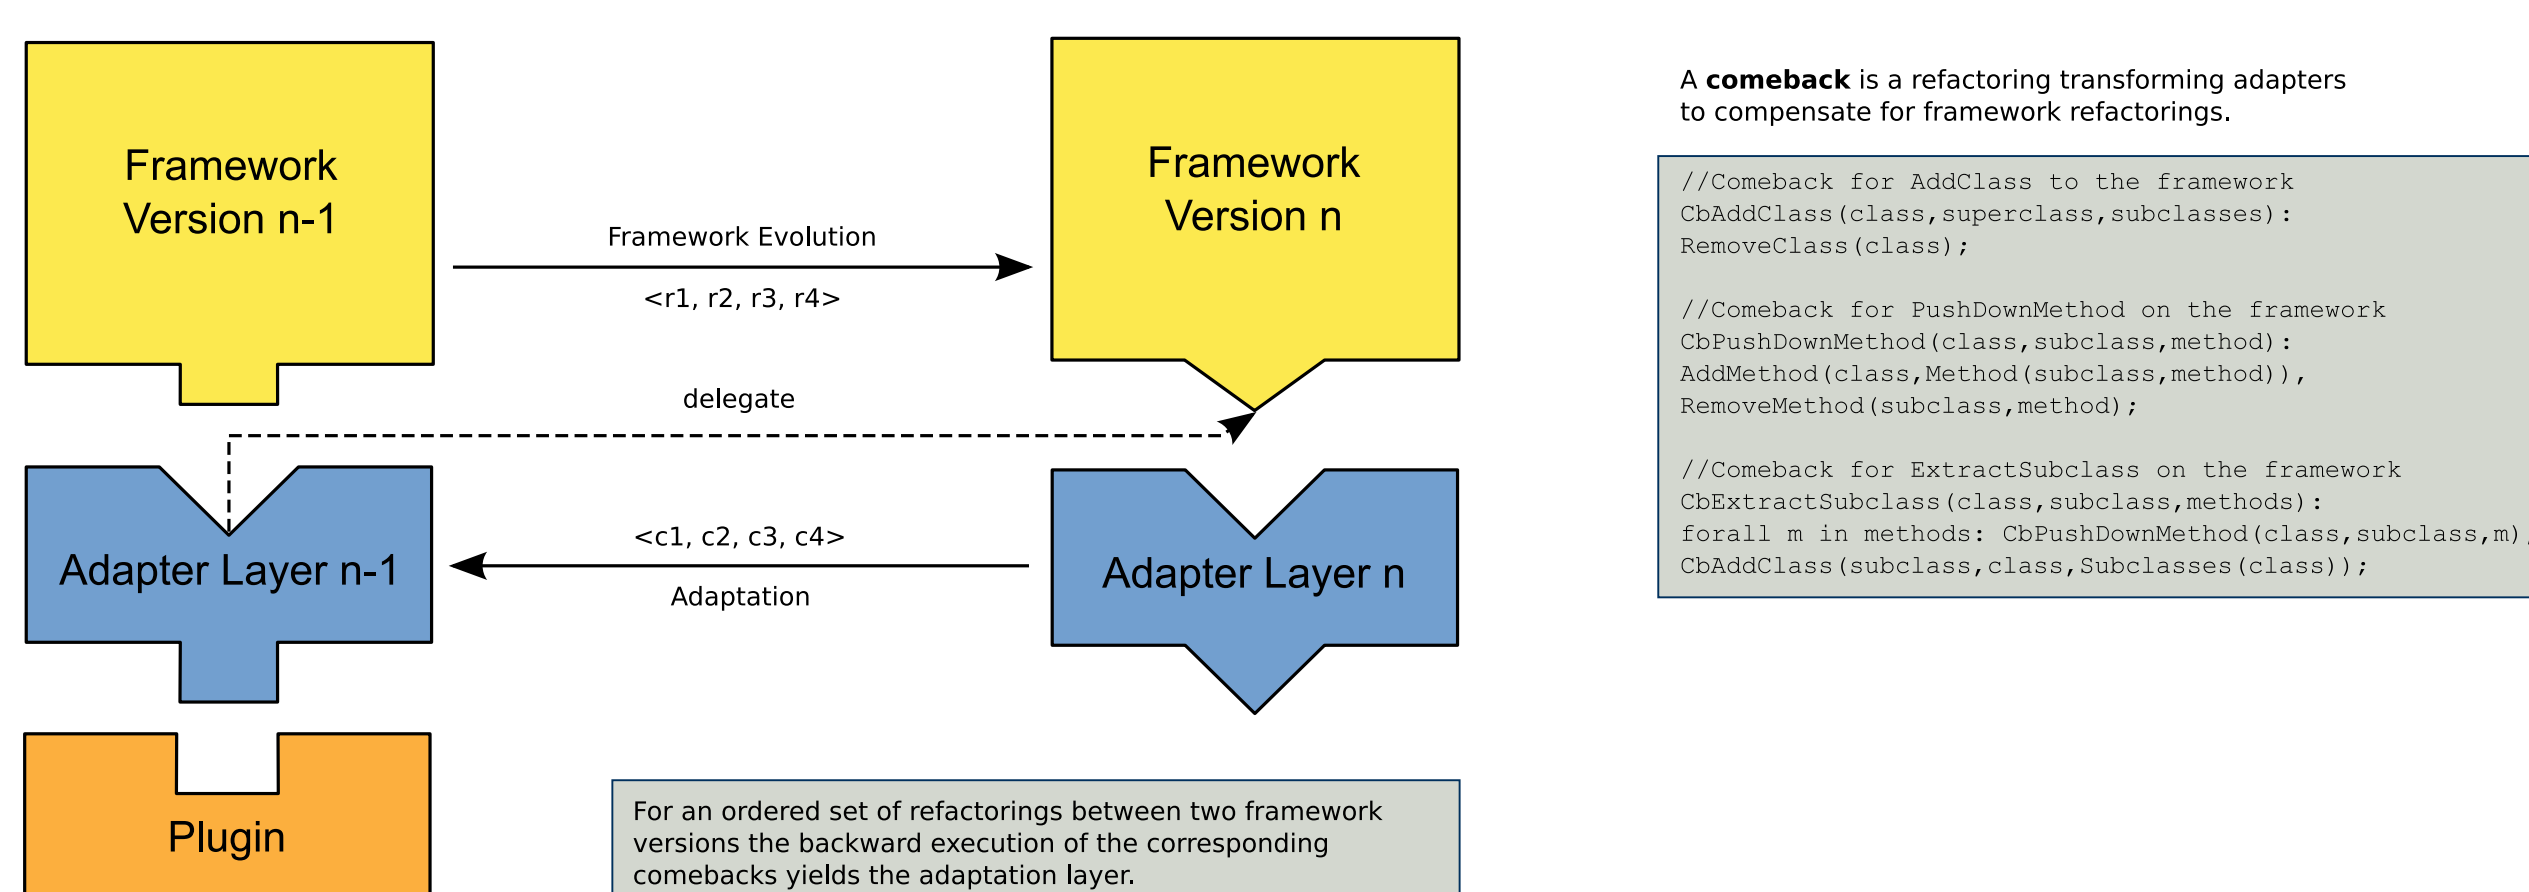 Framework
Version n-1
Framework Evolution
<r1, r2, r3, r4>
Framework
Version n
delegate
Adapter Layer n-1
<c1, c2, c3, c4>
Adaptation
Adapter Layer n
Plugin
For an ordered set of refactorings between two framework
versions the backward execution of the corresponding
comebacks yields the adaptation layer.
A comeback is a refactoring transforming adapters
to compensate for framework refactorings.
//Comeback for AddClass to the framework
CbAddClass(class,superclass,subclasses):
RemoveClass(class);
//Comeback for PushDownMethod on the framework
CbPushDownMethod(class,subclass,method):
AddMethod(class,Method(subclass,method)),
RemoveMethod(subclass,method);
//Comeback for ExtractSubclass on the framework
CbExtractSubclass(class,subclass,methods):
forall m in methods: CbPushDownMethod(class,subclass,m),
CbAddClass(subclass,class,Subclasses(class));